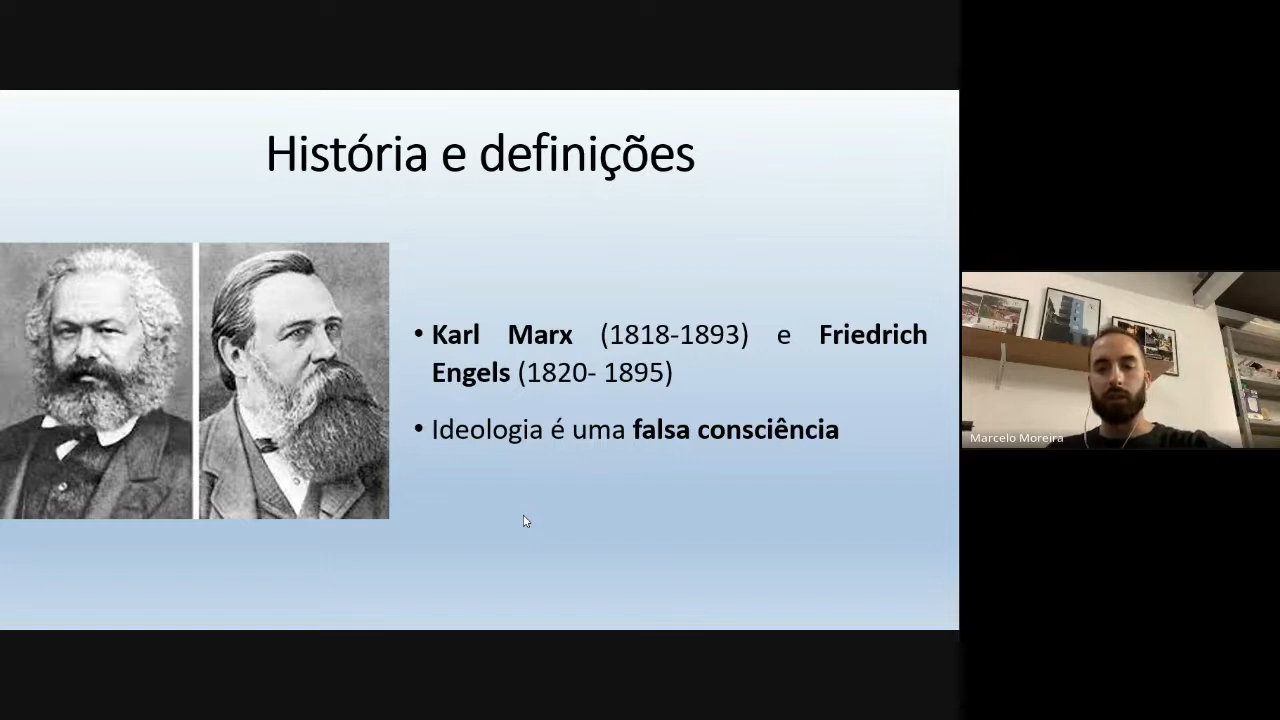 História e definições
• Karl Marx (1818-1893) e Friedrich
Engels (1820- 1895)
• Ideologia é uma falsa consciência
Marcelo Moreira